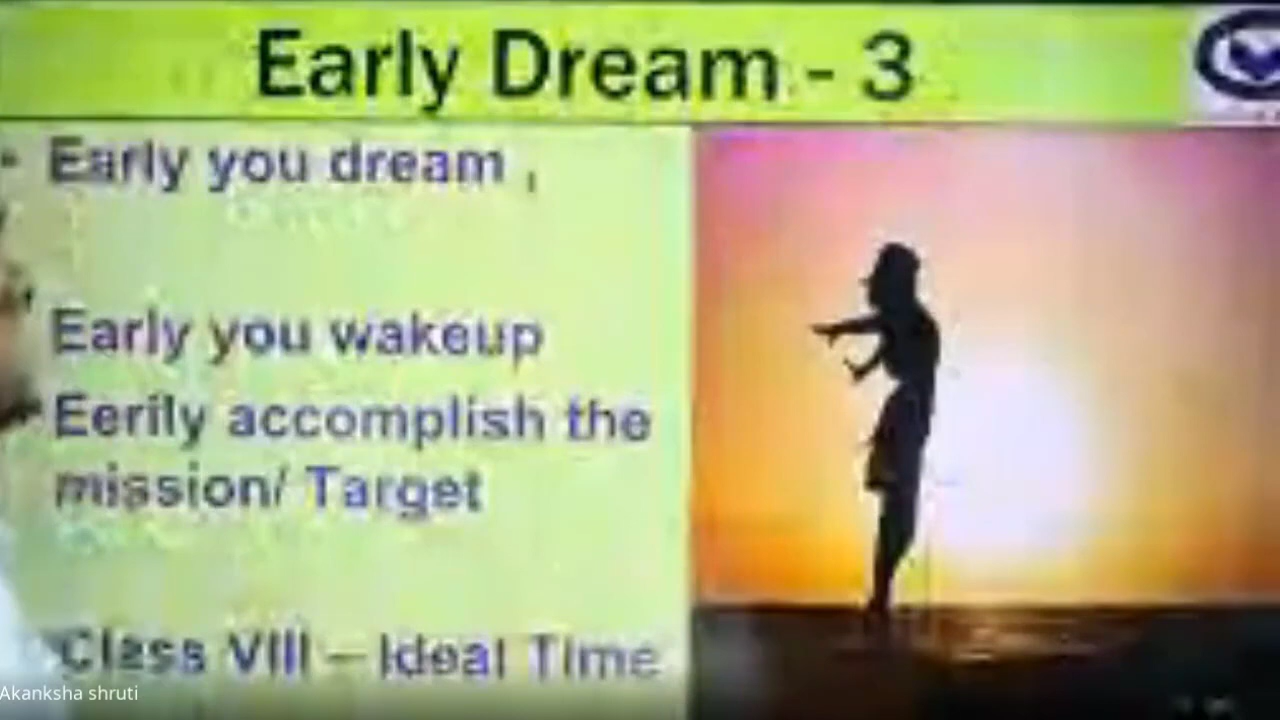 Early Dream - 3
Early you dream ,
Early you wakeup
Eerily accomplish the
mission/ Target
Class VIII – Ideal Time
Akanksha shruti